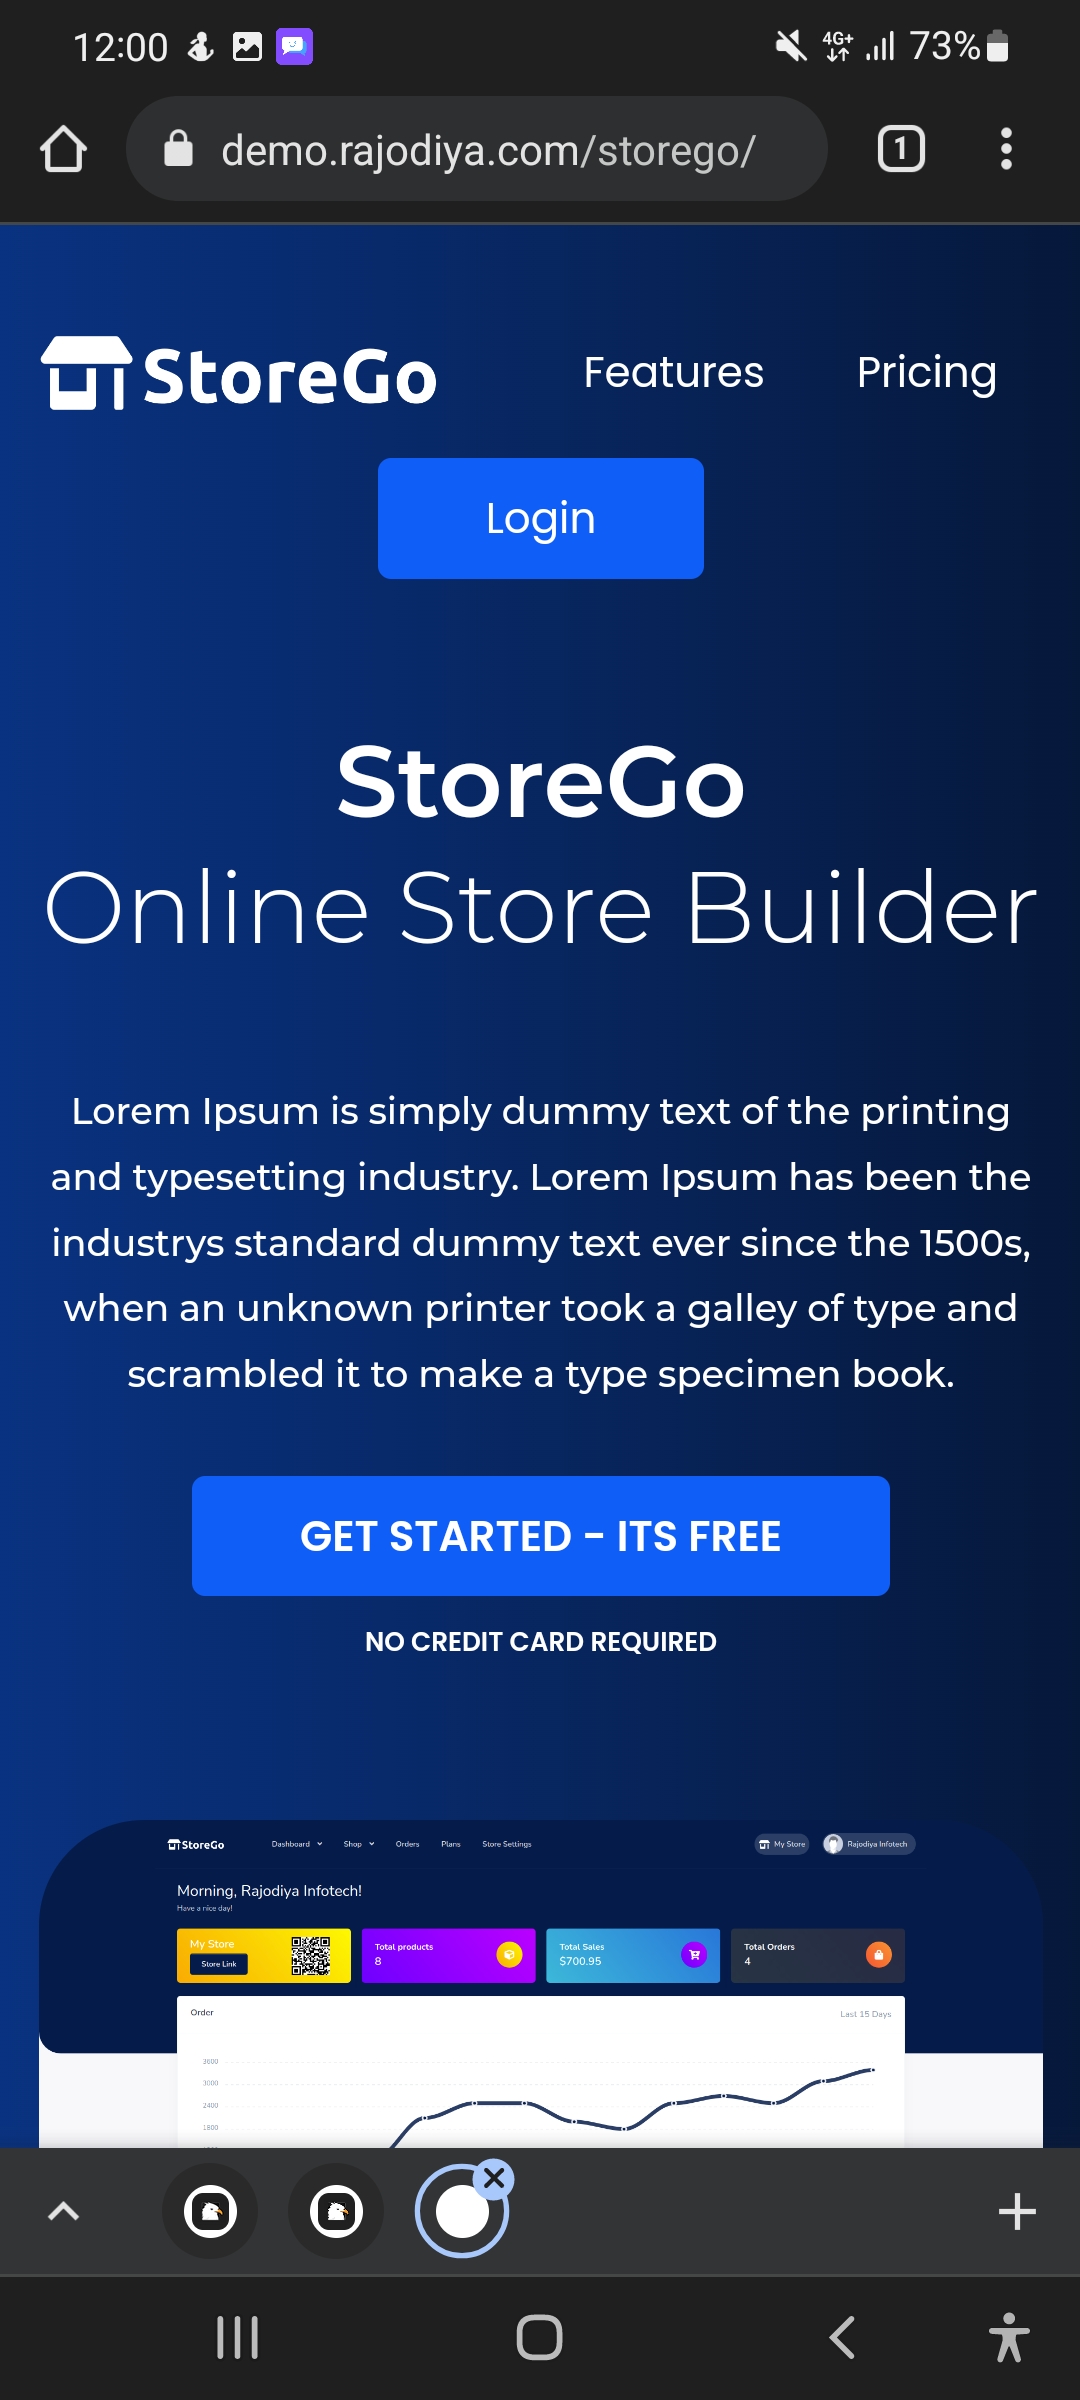 12:00
4G+
73%
demo.rajodiya.com/storego/
1
StoreGo
Features
Pricing
Login
StoreGo
Online Store Builder
Lorem Ipsum is simply dummy text of the printing
and typesetting industry. Lorem Ipsum has been the
industrys standard dummy text ever since the 1500s,
when an unknown printer took a galley of type and
scrambled it to make a type specimen book.
GET STARTED - ITS FREE
NO CREDIT CARD REQUIRED
StoreGo
Dashboard
Shop
Orders
Plans
Store Settings
My Store
Rajodiya Infotech
Morning, Rajodiya Infotech!
Have a nice day!
My Store
Store Link
Total products
8
Total Sales
$700.95
Total Orders
4
Order
Last 15 Days
3600
3000
2400
1800